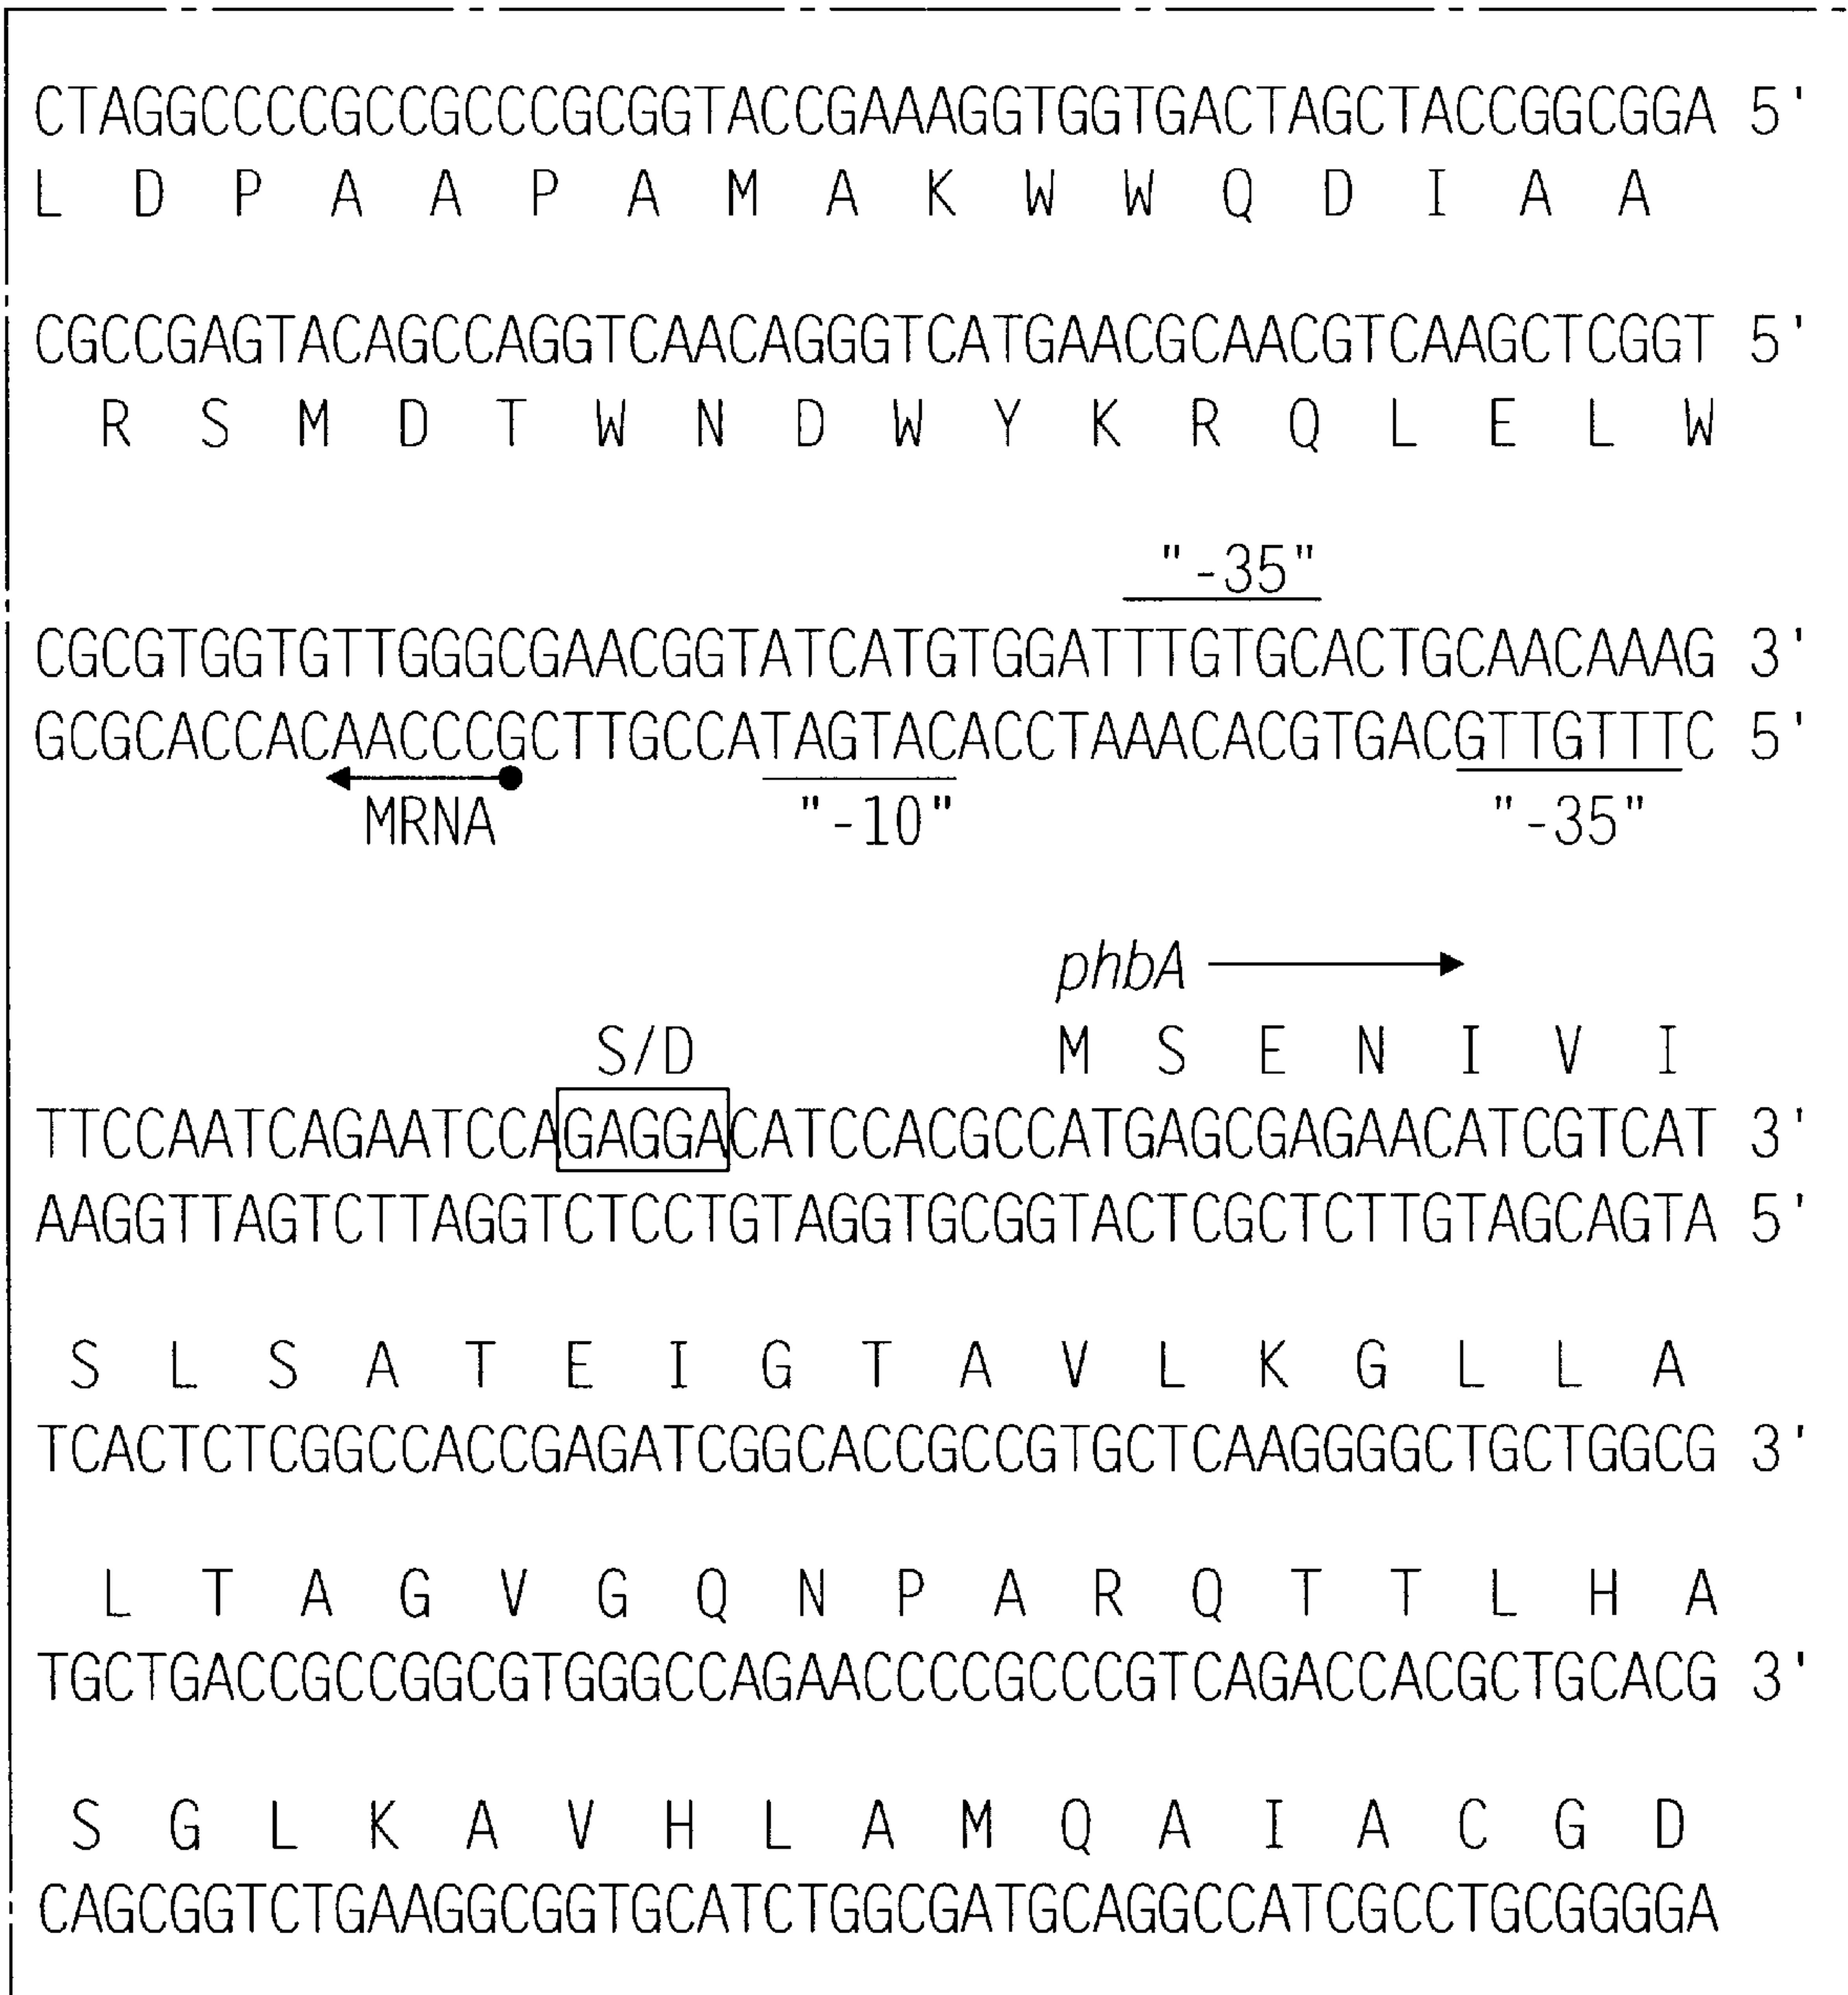 CTAGGCCCCGCCGCCCGCGGTACCGAAAGGTGGTGACTAGCTACCGGCGGA 5'
L D P A A P A M A K W W Q D I A A
CGCCGAGTACAGCCAGGTCAACAGGGTCATGAACGCAACGTCAAGCTCGGT 5'
R S M D T W N D W Y K R Q L E L W
"-35"
CGCGTGGTGTTGGGCGAACGGTATCATGTGGATTTGTGCACTGCAACAAAG 3'
GCGCACCACAACCCGCTTGCCATAGTACACCTAAACACGTGACGTTGTTTC 5'
MRNA "-10" "-35"
phbA
S/D M S E N I V I
TTCCAATCAGAATCCAGAGGACATCCACGCCATGAGCGAGAACATCGTCAT 3'
AAGGTTAGTCTTAGGTCTCCTGTAGGTGCGGTACTCGCTCTTGTAGCAGTA 5'
S L S A T E I G T A V L K G L L A
TCACTCTCGGCCACCGAGATCGGCACCGCCGTGCTCAAGGGGCTGCTGGCG 3'
L T A G V G Q N P A R Q T T L H A
TGCTGACCGCCGGCGTGGGCCAGAACCCCGCCCGTCAGACCACGCTGCACG 3'
S G L K A V H L A M Q A I A C G D
CAGCGGTCTGAAGGCGGTGCATCTGGCGATGCAGGCCATCGCCTGCGGGGA